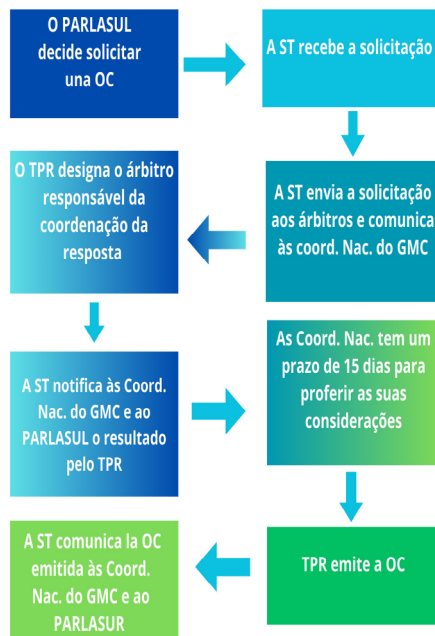 O PARLASUL
decide solicitar
una OC
A ST recebe a solicitação
A ST envia a solicitação
aos árbitros e comunica
às coord. Nac. do GMC
O TPR designa o árbitro
responsável da
coordenação da
resposta
A ST notifica às Coord.
Nac. do GMC e ao
PARLASUL o resultado
pelo TPR
As Coord. Nac. tem um
prazo de 15 dias para
proferir as suas
considerações
TPR emite a OC
A ST comunica la OC
emitida às Coord.
Nac. do GMC e ao
PARLASUR